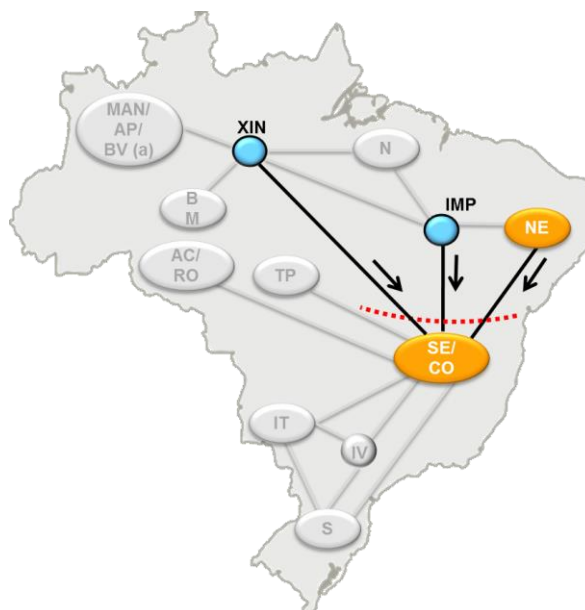 MAN/
AP/
BV (a)
XIN
N
B
M
IMP
NE
AC/
RO
TP
SE/
CO
IT
IV
S